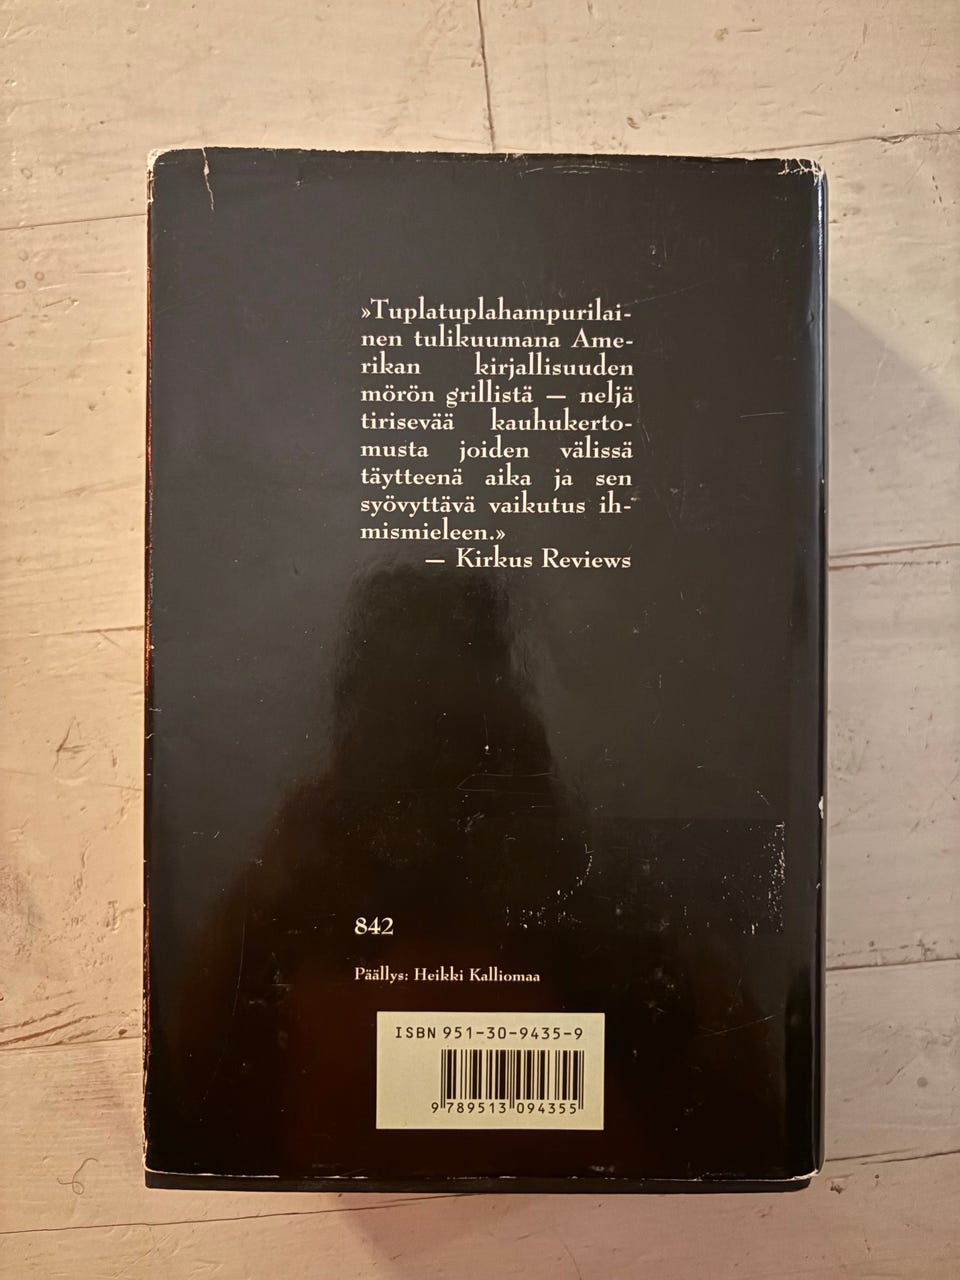 »Tuplatuplahampurilai-
nen tulikuumana Ame-
rikan kirjallisuuden
mörön grillistä — neljä
tirisevää kauhukerto-
musta joiden välissä
täytteenä aika ja sen
syövyttävä vaikutus ih-
mismieleen.»
— Kirkus Reviews
842
Päällys: Heikki Kalliomaa
ISBN 951-30-9435-9
9 789513 094355